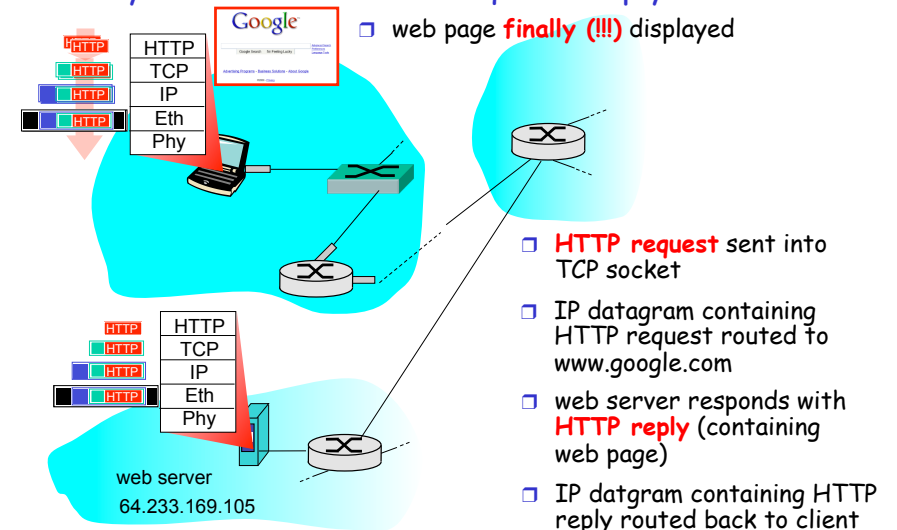 Google
web page finally (!!!) displayed
HTTP
HTTP
HTTP
HTTP
HTTP
TCP
IP
Eth
Phy
HTTP request sent into
TCP socket
IP datagram containing
HTTP request routed to
www.google.com
web server responds with
HTTP reply (containing
web page)
IP datgram containing HTTP
reply routed back to client
HTTP
HTTP
HTTP
HTTP
HTTP
TCP
IP
Eth
Phy
web server
64.233.169.105